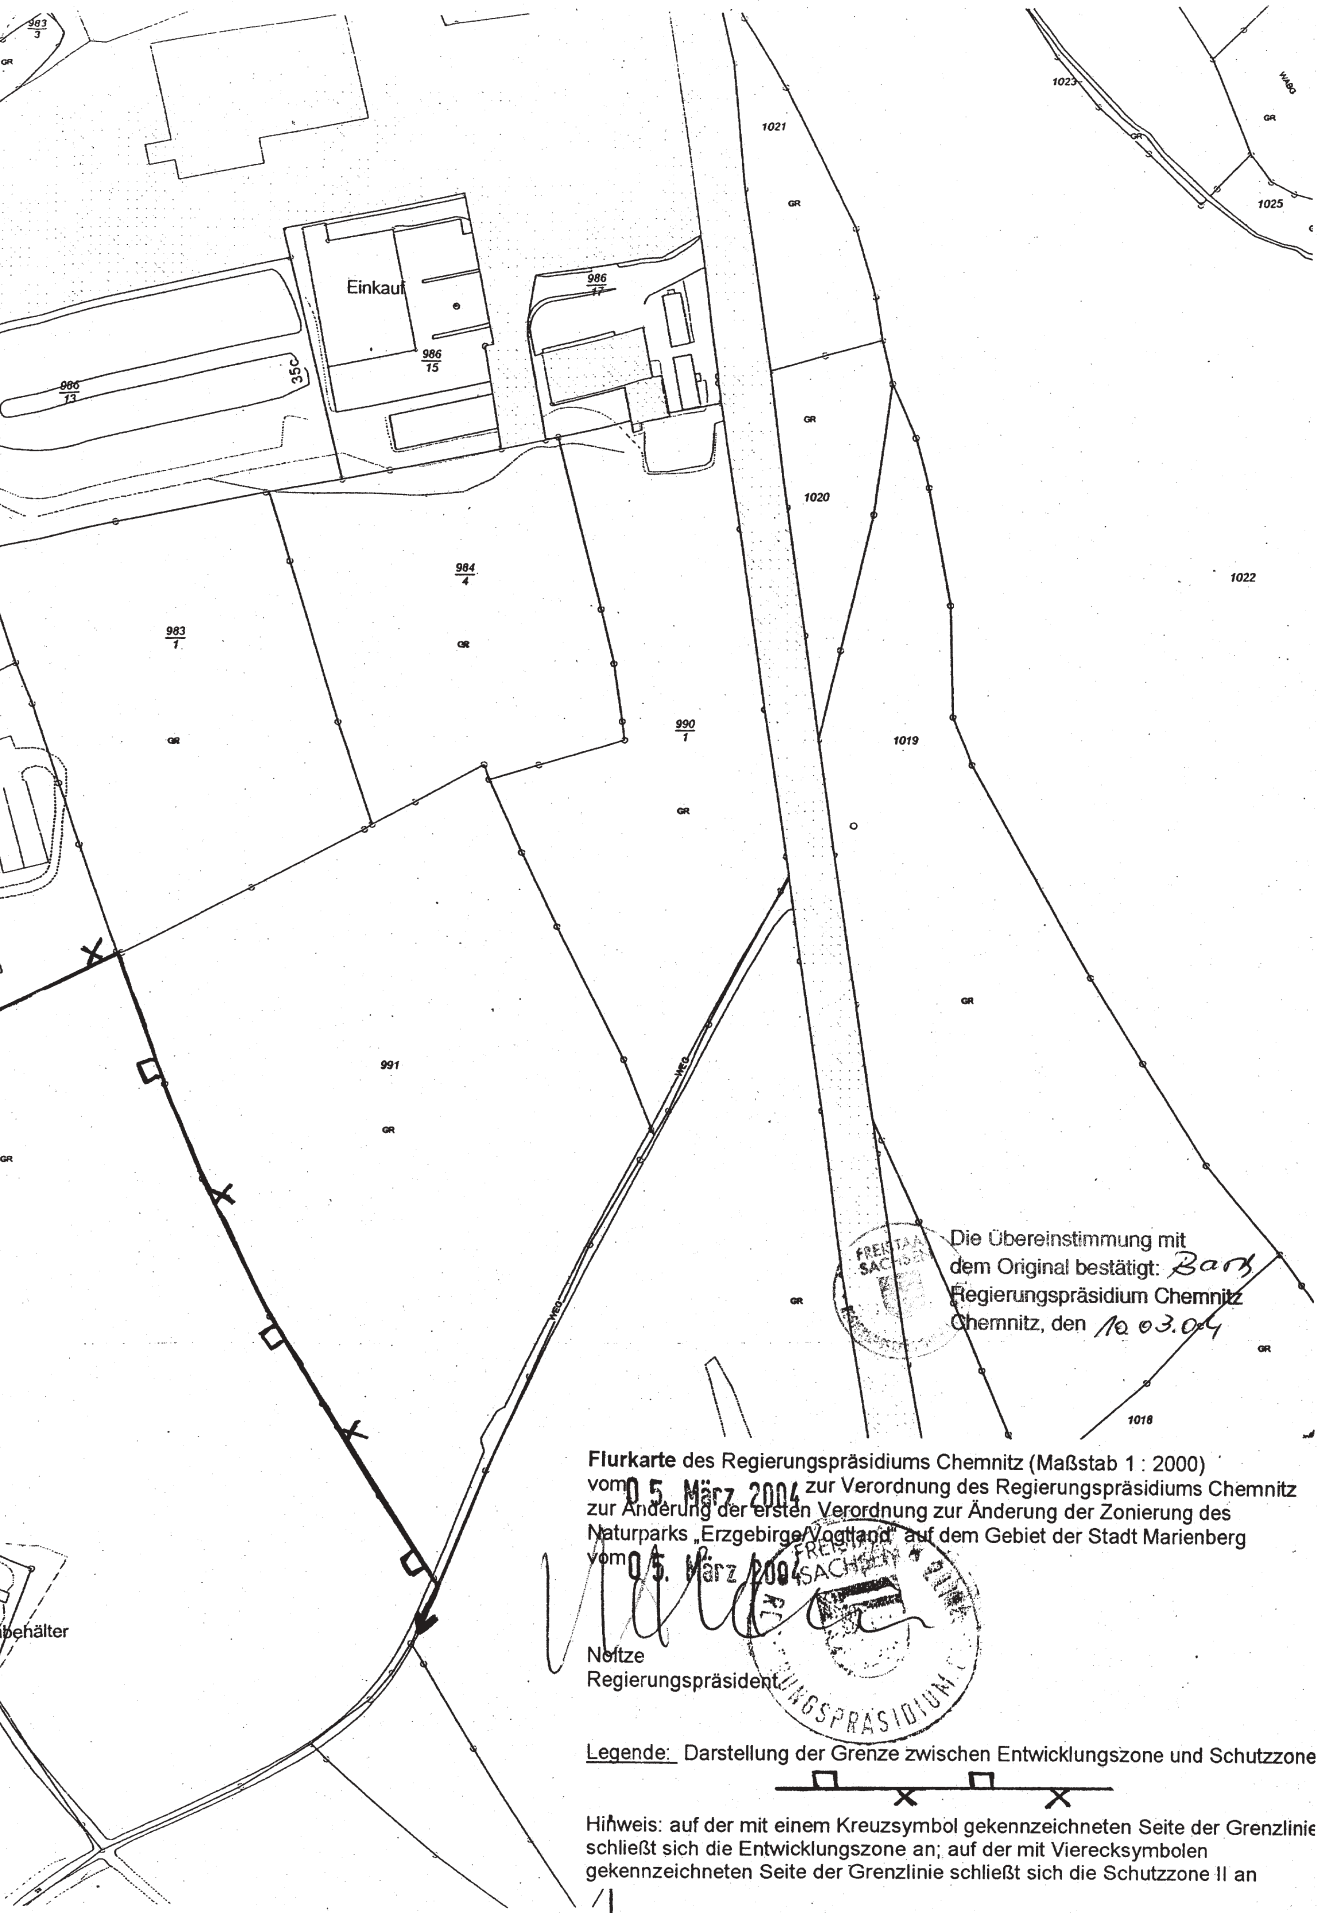 983
3
GR
1023
WABG
GR
GR
1021
1025
GR
Einkauf
986
17
986
15
35c
986
13
GR
1020
984
4
1022
983
1
GR
GR
990
1
1019
GR
GR
991
WEG
GR
GR
WEG
GR
FREISTAAT
SACHSEN
Die Übereinstimmung mit
dem Original bestätigt:
Regierungspräsidium Chemnitz
Chemnitz, den 10.03.04
GR
1018
Flurkarte des Regierungspräsidiums Chemnitz (Maßstab 1 : 2000)
vom 05. März 2004 zur Verordnung des Regierungspräsidiums Chemnitz
zur Änderung der ersten Verordnung zur Änderung der Zonierung des
Naturparks „Erzgebirge/Vogtland" auf dem Gebiet der Stadt Marienberg
vom 05. März 2004
FREISTAAT
SACHSEN
behälter
Noltze
Regierungspräsident
Legende: Darstellung der Grenze zwischen Entwicklungszone und Schutzzone
Hinweis: auf der mit einem Kreuzsymbol gekennzeichneten Seite der Grenzlinie
schließt sich die Entwicklungszone an; auf der mit Vierecksymbolen
gekennzeichneten Seite der Grenzlinie schließt sich die Schutzzone II an